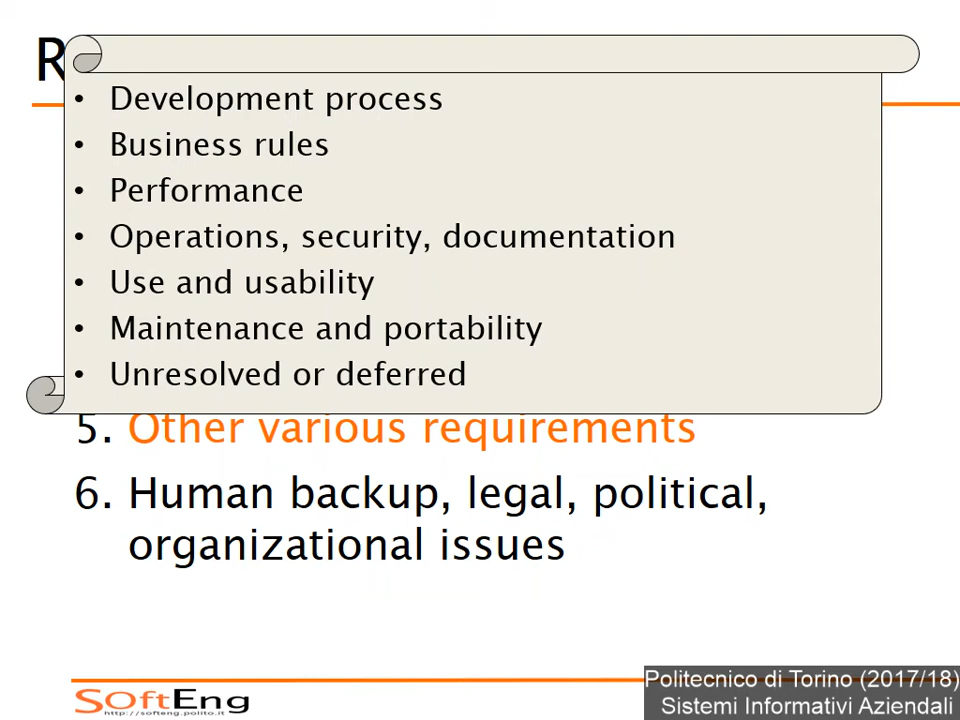 R
• Development process
• Business rules
• Performance
• Operations, security, documentation
• Use and usability
• Maintenance and portability
• Unresolved or deferred
5. Other various requirements
6. Human backup, legal, political,
organizational issues
SOftEng
http://softeng.polito.it
Politecnico di Torino (2017/18)
Sistemi Informativi Aziendali